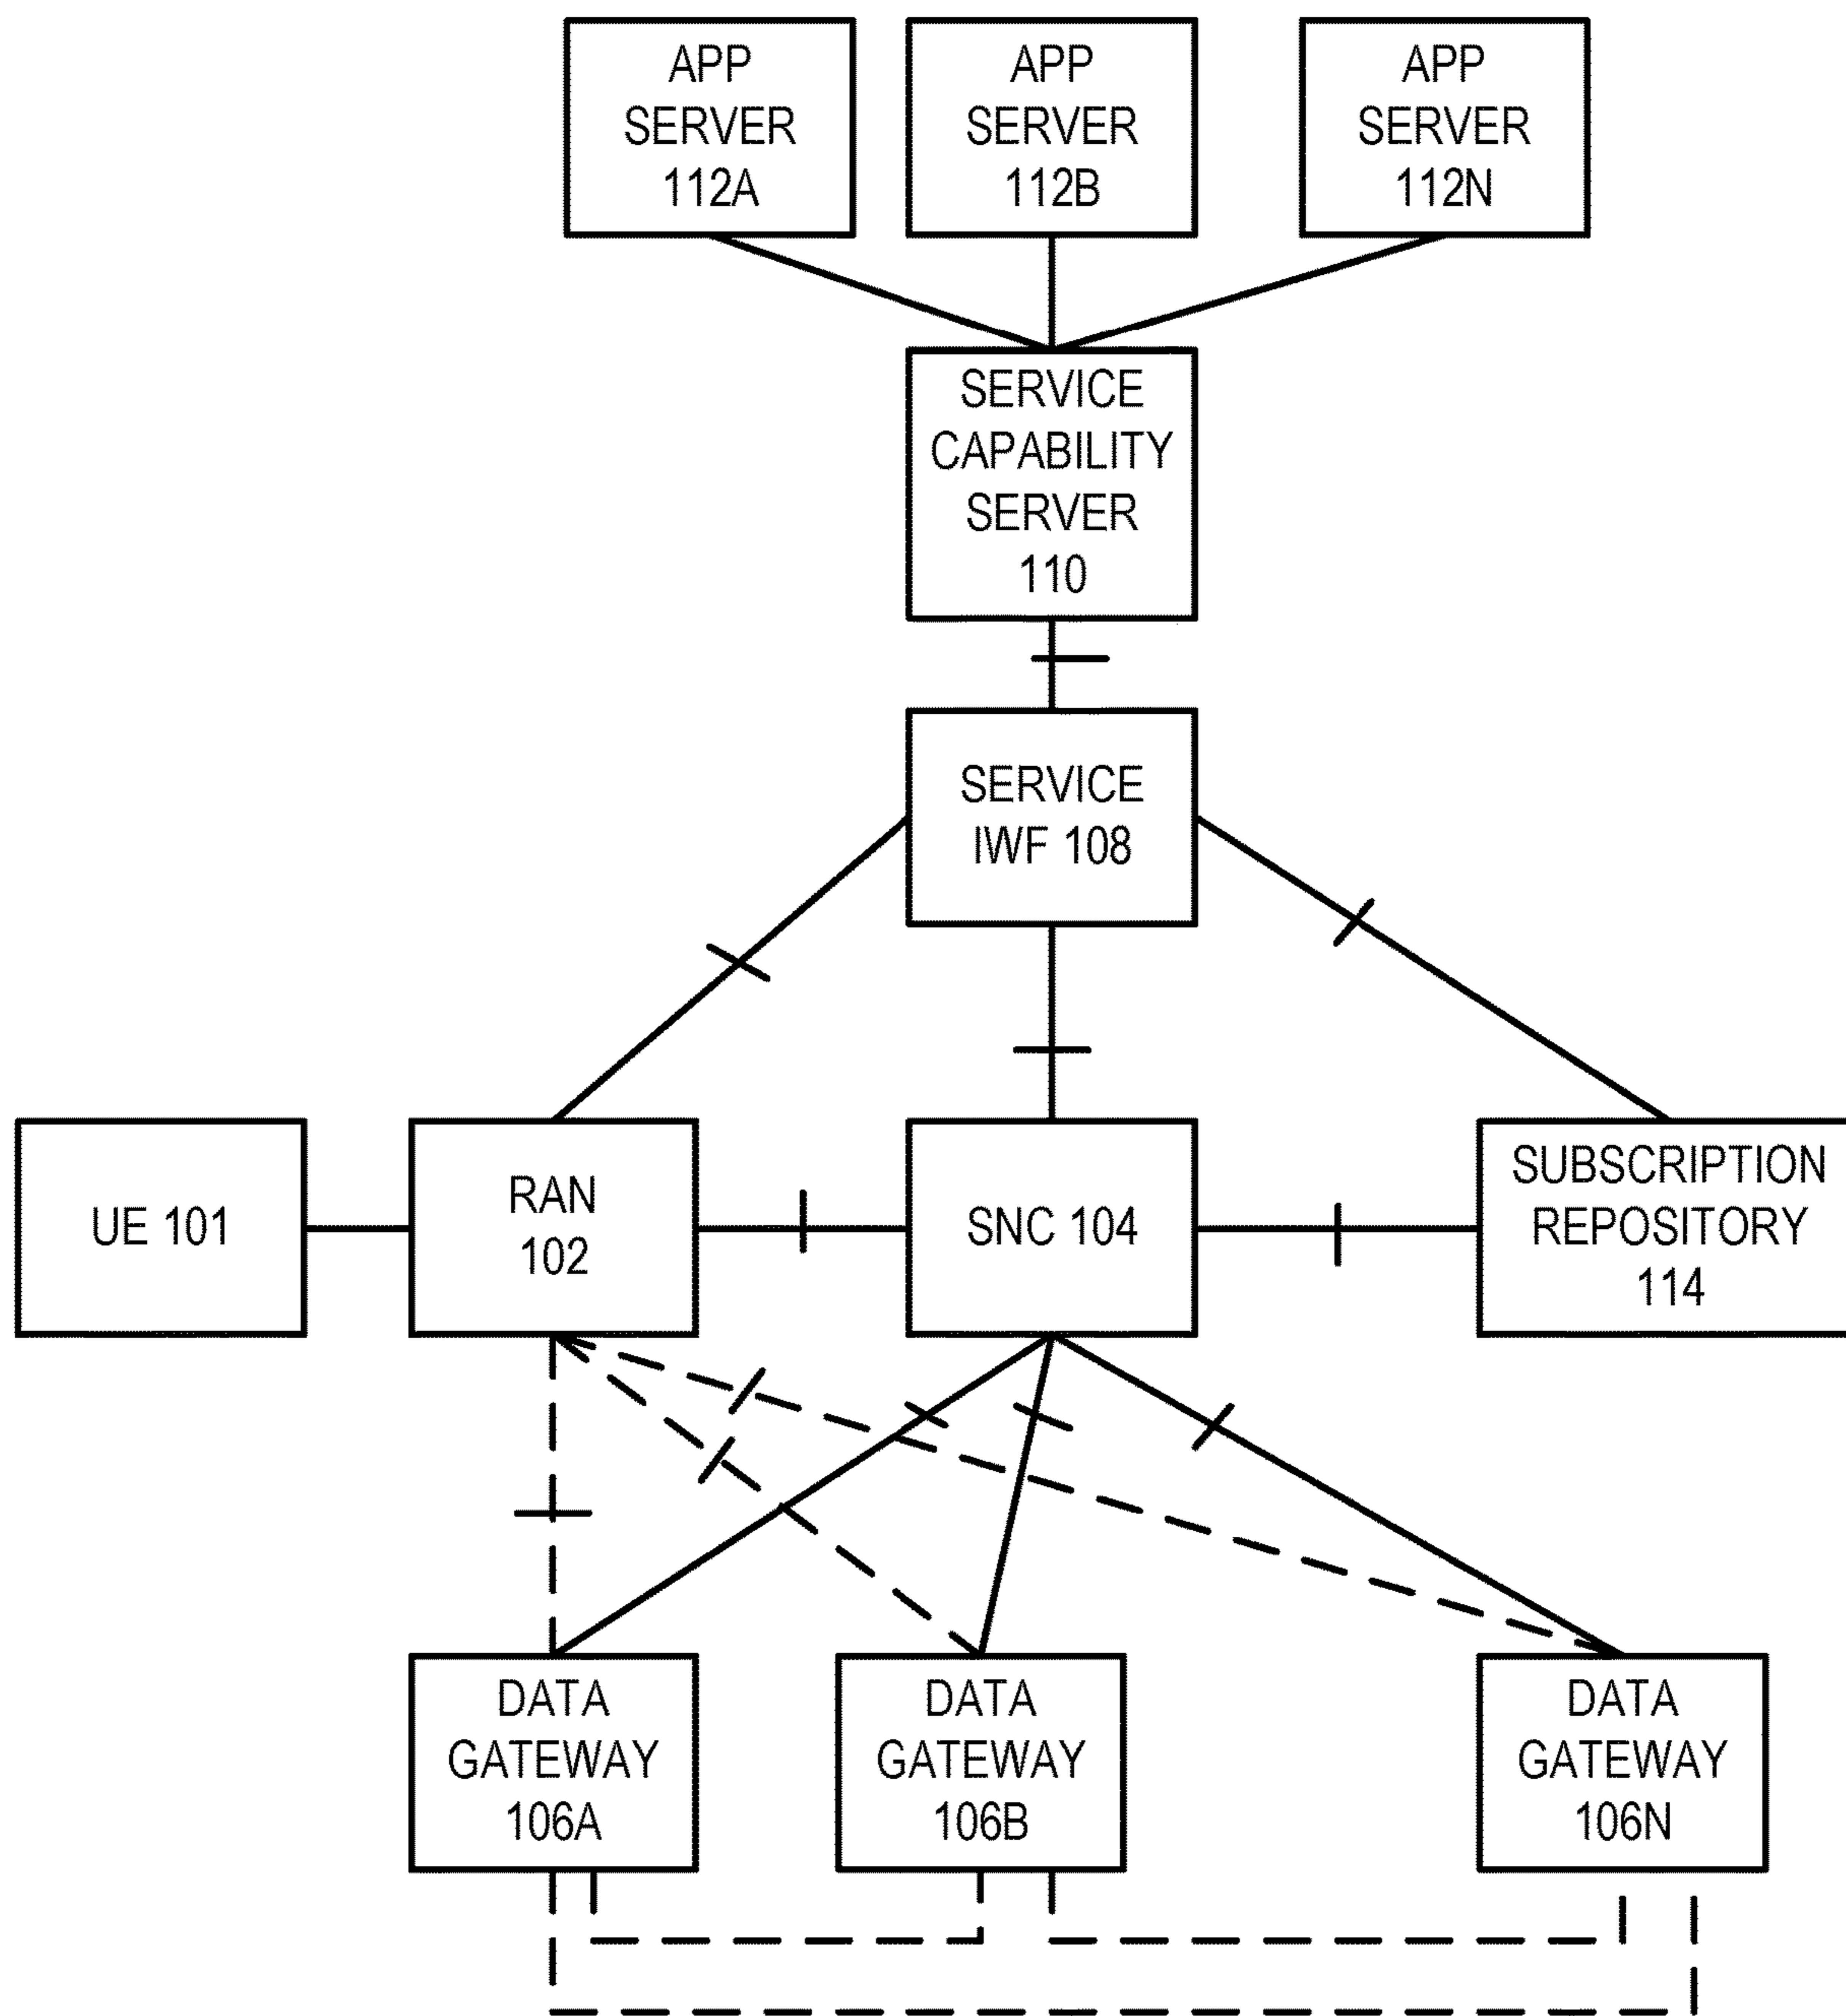 APP
SERVER
112A
APP
SERVER
112B
APP
SERVER
112N
SERVICE
CAPABILITY
SERVER
110
SERVICE
IWF 108
UE 101
RAN
102
SNC 104
SUBSCRIPTION
REPOSITORY
114
DATA
GATEWAY
106A
DATA
GATEWAY
106B
DATA
GATEWAY
106N